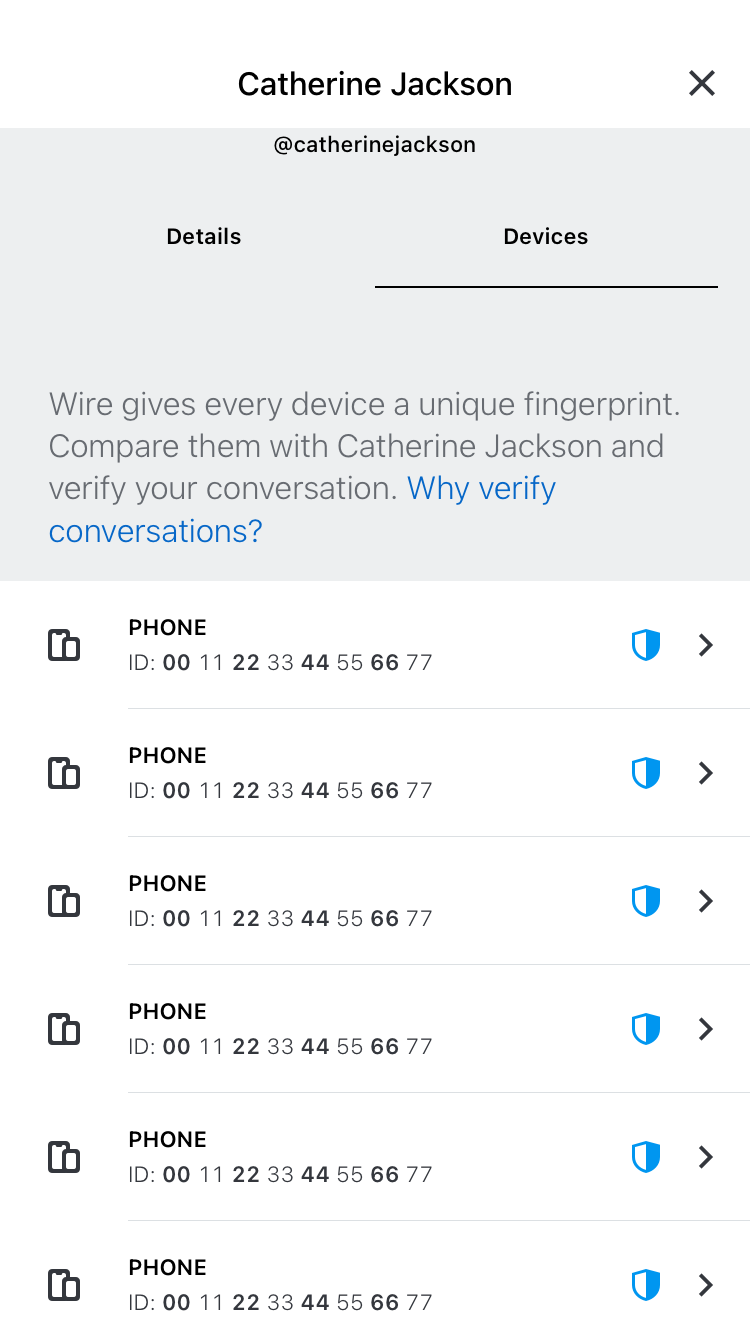 Catherine Jackson
@catherinejackson
Details Devices
Wire gives every device a unique fingerprint.
Compare them with Catherine Jackson and
verify your conversation. Why verify
conversations?
PHONE
ID: 00 11 22 33 44 55 66 77
PHONE
ID: 00 11 22 33 44 55 66 77
PHONE
ID: 00 11 22 33 44 55 66 77
PHONE
ID: 00 11 22 33 44 55 66 77
PHONE
ID: 00 11 22 33 44 55 66 77
PHONE
ID: 00 11 22 33 44 55 66 77